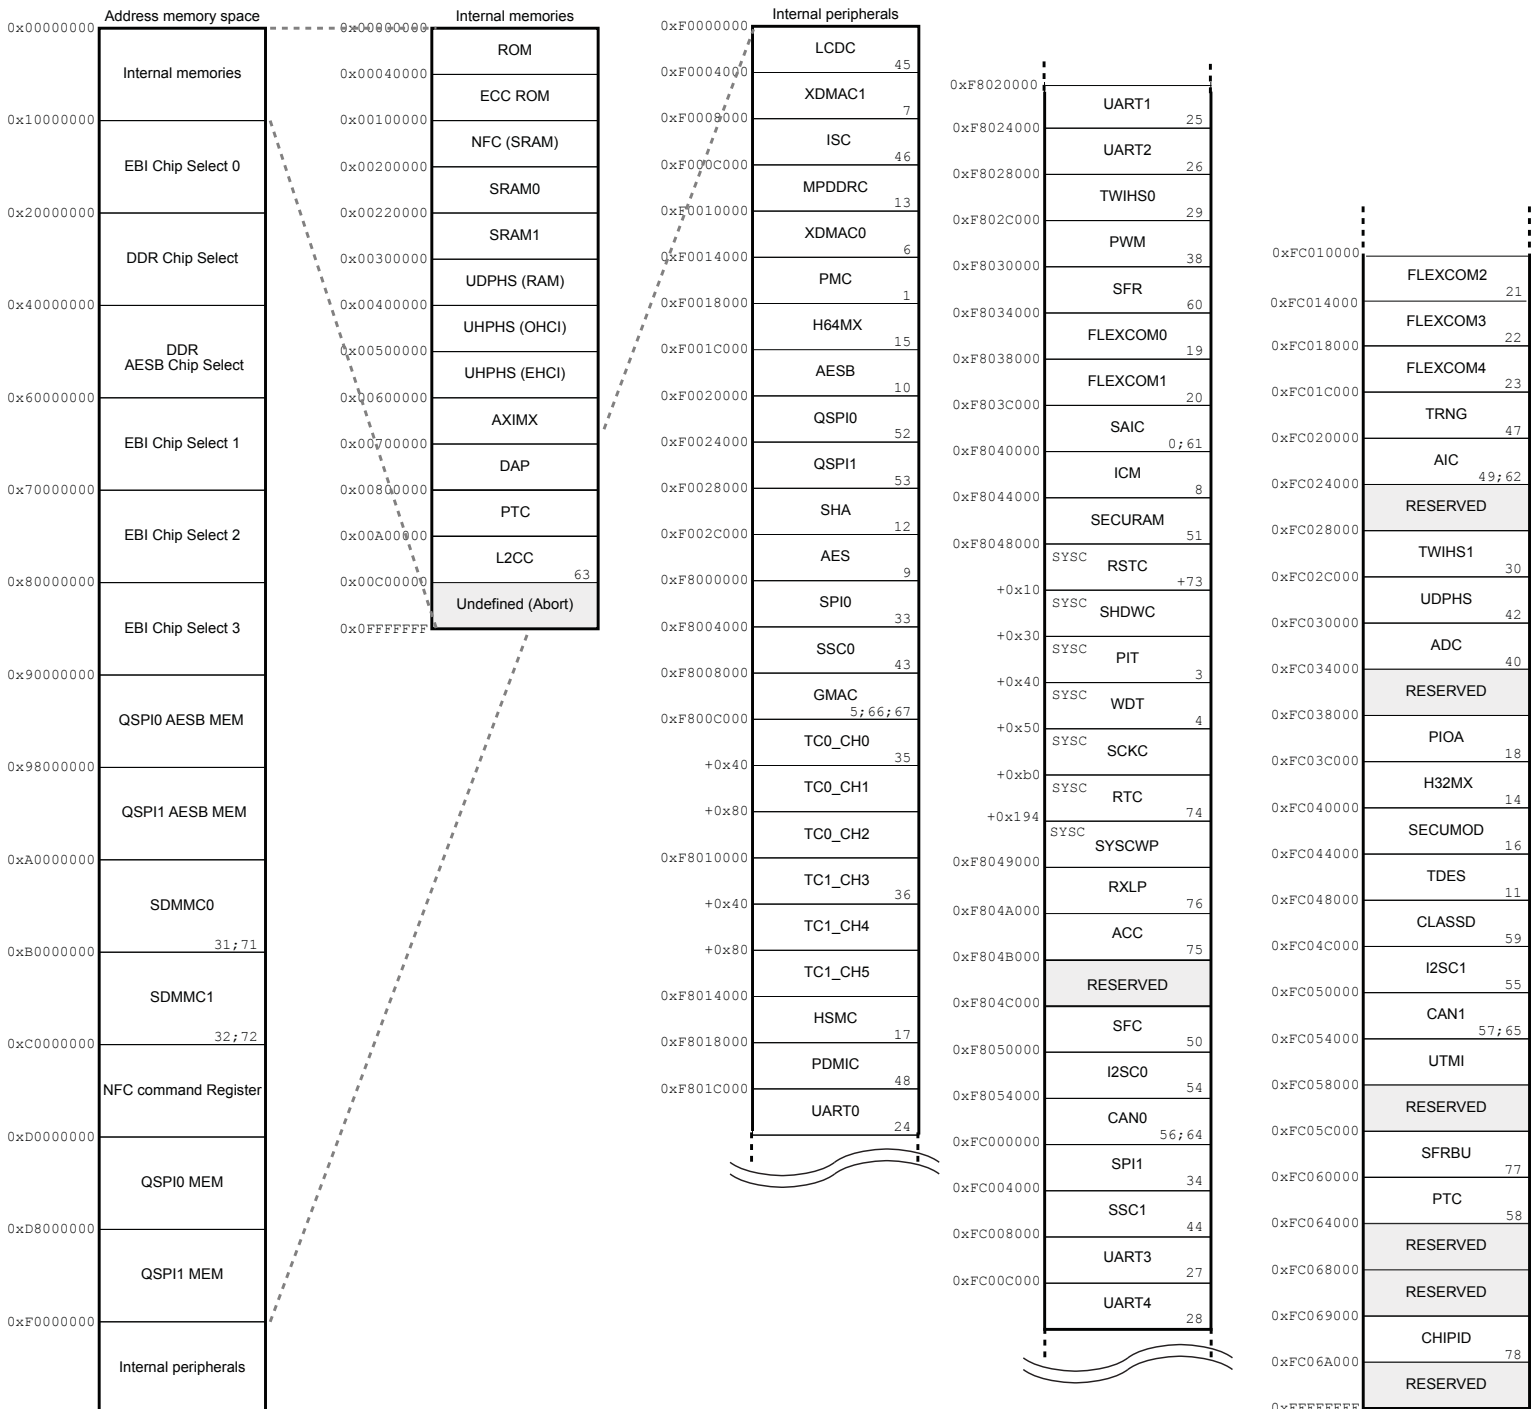 Address memory space
0x00000000
Internal memories
0x10000000
EBI Chip Select 0
0x20000000
DDR Chip Select
0x40000000
DDR
AESB Chip Select
0x60000000
EBI Chip Select 1
0x70000000
EBI Chip Select 2
0x80000000
EBI Chip Select 3
0x90000000
QSPI0 AESB MEM
0x98000000
QSPI1 AESB MEM
0xA0000000
SDMMC0
31;71
0xB0000000
SDMMC1
32;72
0xC0000000
NFC command Register
0xD0000000
QSPI0 MEM
0xD8000000
QSPI1 MEM
0xF0000000
Internal peripherals
Internal memories
0x00000000
ROM
0x00040000
ECC ROM
0x00100000
NFC (SRAM)
0x00200000
SRAM0
0x00220000
SRAM1
0x00300000
UDPHS (RAM)
0x00400000
UHPHS (OHCI)
0x00500000
UHPHS (EHCI)
0x00600000
AXIMX
0x00700000
DAP
0x00800000
PTC
0x00A00000
L2CC
63
0x00C00000
Undefined (Abort)
0x0FFFFFFF
Internal peripherals
0xF0000000
LCDC
45
0xF0004000
XDMAC1
7
0xF0008000
ISC
46
0xF000C000
MPDDRC
13
0xF0010000
XDMAC0
6
0xF0014000
PMC
1
0xF0018000
H64MX
15
0xF001C000
AESB
10
0xF0020000
QSPI0
52
0xF0024000
QSPI1
53
0xF0028000
SHA
12
0xF002C000
AES
9
0xF8000000
SPI0
33
0xF8004000
SSC0
43
0xF8008000
GMAC
5;66;67
0xF800C000
TC0_CH0
35
+0x40
TC0_CH1
+0x80
TC0_CH2
0xF8010000
TC1_CH3
36
+0x40
TC1_CH4
+0x80
TC1_CH5
0xF8014000
HSMC
17
0xF8018000
PDMIC
48
0xF801C000
UART0
24
0xF8020000
UART1
25
0xF8024000
UART2
26
0xF8028000
TWIHS0
29
0xF802C000
PWM
38
0xF8030000
SFR
60
0xF8034000
FLEXCOM0
19
0xF8038000
FLEXCOM1
20
0xF803C000
SAIC
0;61
0xF8040000
ICM
8
0xF8044000
SECURAM
51
0xF8048000
SYSC
RSTC
+73
+0x10
SYSC
SHDWC
+0x30
SYSC
PIT
3
+0x40
SYSC
WDT
4
+0x50
SYSC
SCKC
+0xb0
SYSC
RTC
74
+0x194
SYSC
SYSCWP
0xF8049000
RXLP
76
0xF804A000
ACC
75
0xF804B000
RESERVED
0xF804C000
SFC
50
0xF8050000
I2SC0
54
0xF8054000
CAN0
56;64
0xFC000000
SPI1
34
0xFC004000
SSC1
44
0xFC008000
UART3
27
0xFC00C000
UART4
28
0xFC010000
FLEXCOM2
21
0xFC014000
FLEXCOM3
22
0xFC018000
FLEXCOM4
23
0xFC01C000
TRNG
47
0xFC020000
AIC
49;62
0xFC024000
RESERVED
0xFC028000
TWIHS1
30
0xFC02C000
UDPHS
42
0xFC030000
ADC
40
0xFC034000
RESERVED
0xFC038000
PIOA
18
0xFC03C000
H32MX
14
0xFC040000
SECUMOD
16
0xFC044000
TDES
11
0xFC048000
CLASSD
59
0xFC04C000
I2SC1
55
0xFC050000
CAN1
57;65
0xFC054000
UTMI
0xFC058000
RESERVED
0xFC05C000
SFRBU
77
0xFC060000
PTC
58
0xFC064000
RESERVED
0xFC068000
RESERVED
0xFC069000
CHIPID
78
0xFC06A000
RESERVED
0xFFFFFFFF